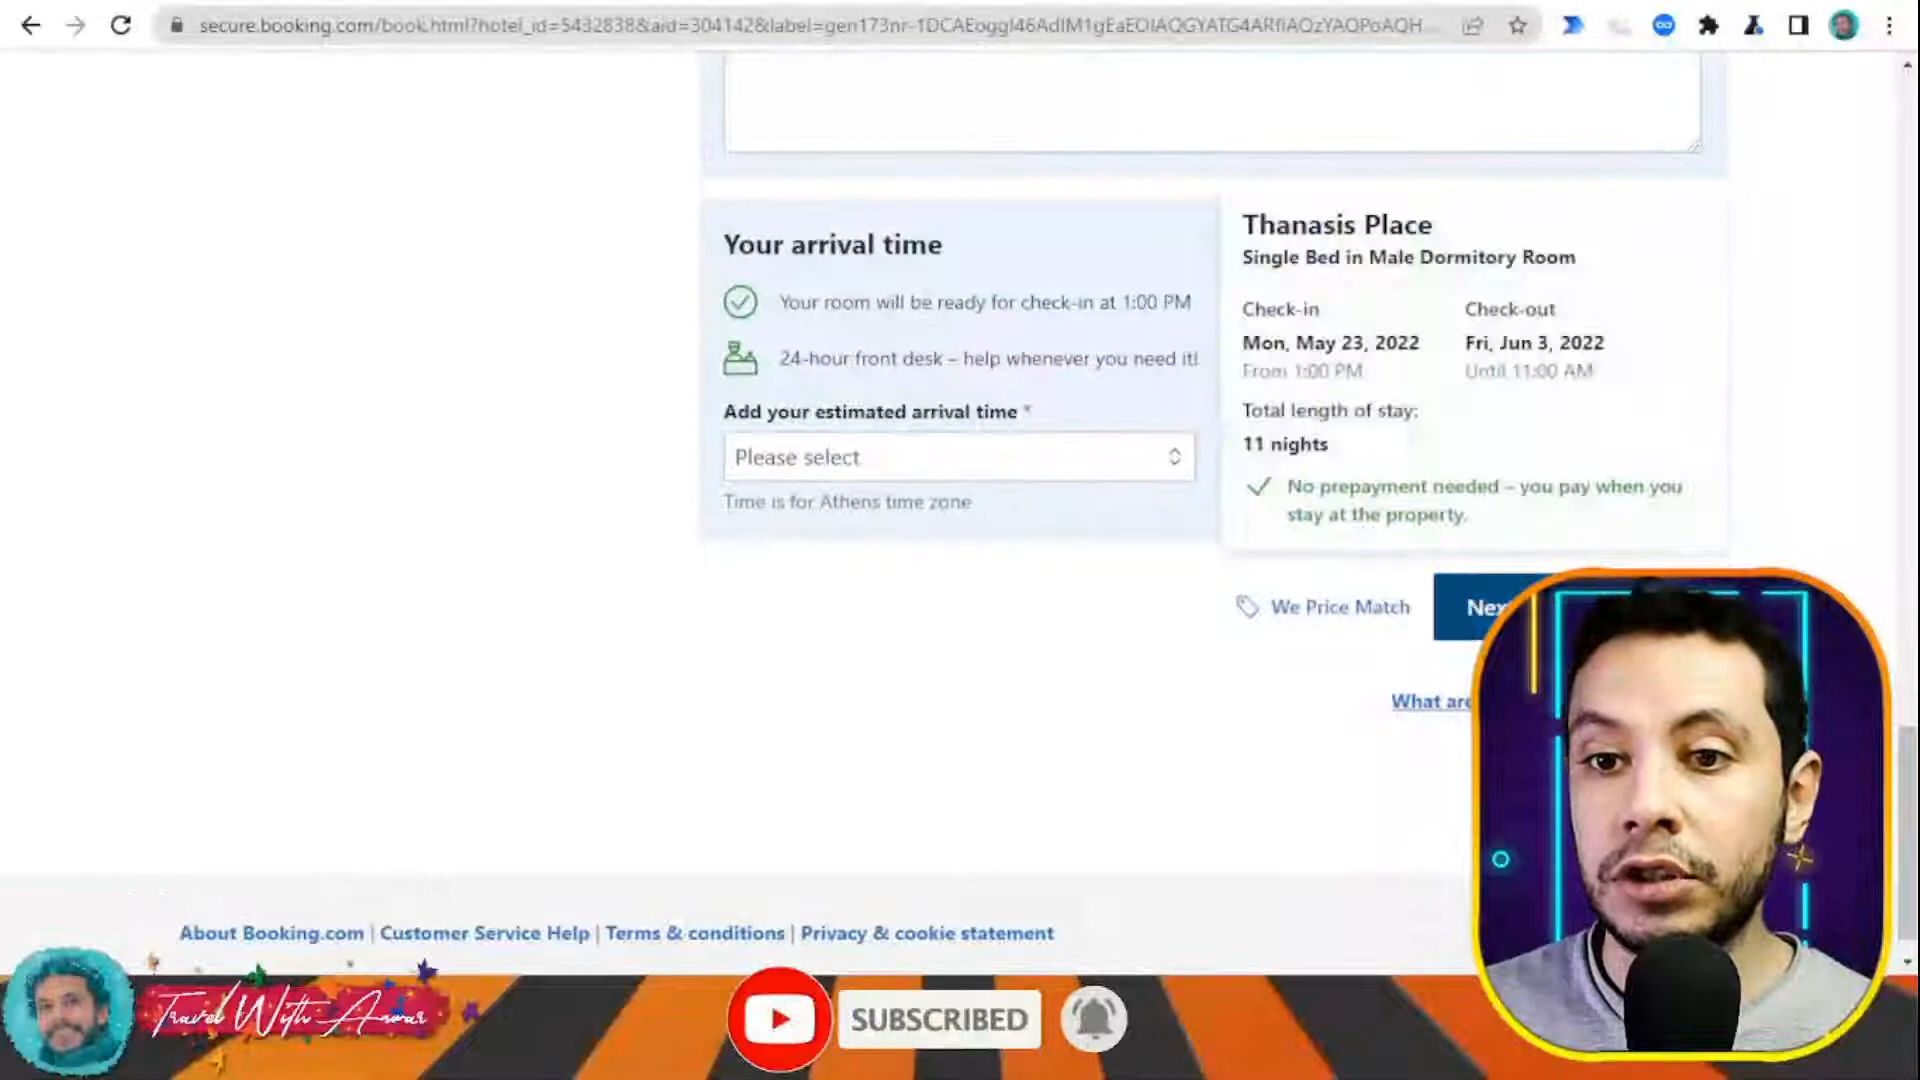 secure.booking.com/book.html?hotel_id=5432838&aid=304142&label=gen173nr-1DCAEoggI46AdIM1gEaEOIAQGYATG4ARfIAQzYAQPoAQH...
Your arrival time
Your room will be ready for check-in at 1:00 PM
24-hour front desk – help whenever you need it!
Add your estimated arrival time *
Please select
Time is for Athens time zone
Thanasis Place
Single Bed in Male Dormitory Room
Check-in
Mon, May 23, 2022
From 1:00 PM
Check-out
Fri, Jun 3, 2022
Until 11:00 AM
Total length of stay:
11 nights
No prepayment needed – you pay when you
stay at the property.
We Price Match
What are
About Booking.com | Customer Service Help | Terms & conditions | Privacy & cookie statement
Travel With Anwar
SUBSCRIBED